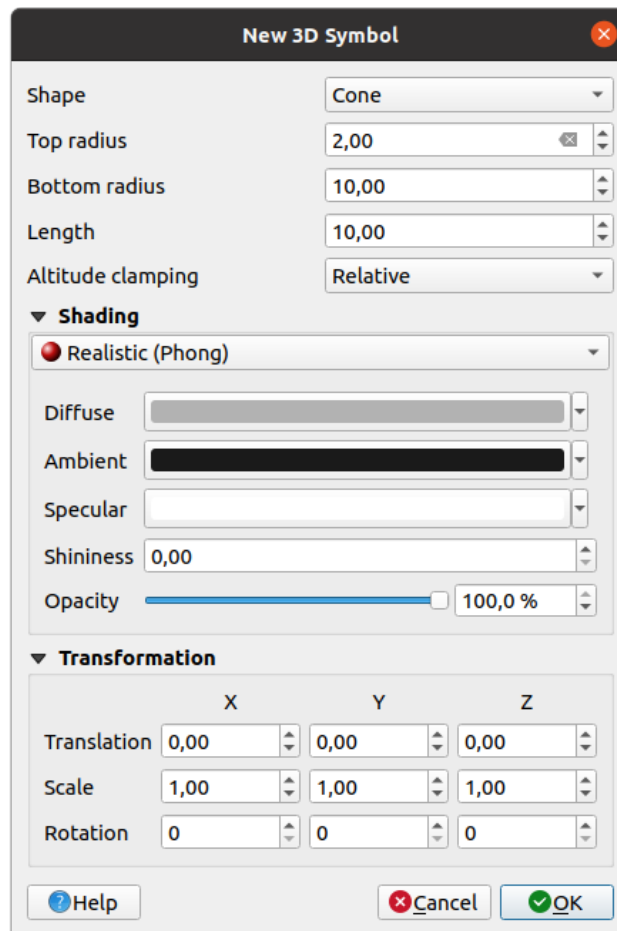 New 3D Symbol
Shape Cone
Top radius 2,00
Bottom radius 10,00
Length 10,00
Altitude clamping Relative
Shading
Realistic (Phong)
Diffuse
Ambient
Specular
Shininess 0,00
Opacity 100,0 %
Transformation
X Y Z
Translation 0,00 0,00 0,00
Scale 1,00 1,00 1,00
Rotation 0 0 0
Help Cancel OK